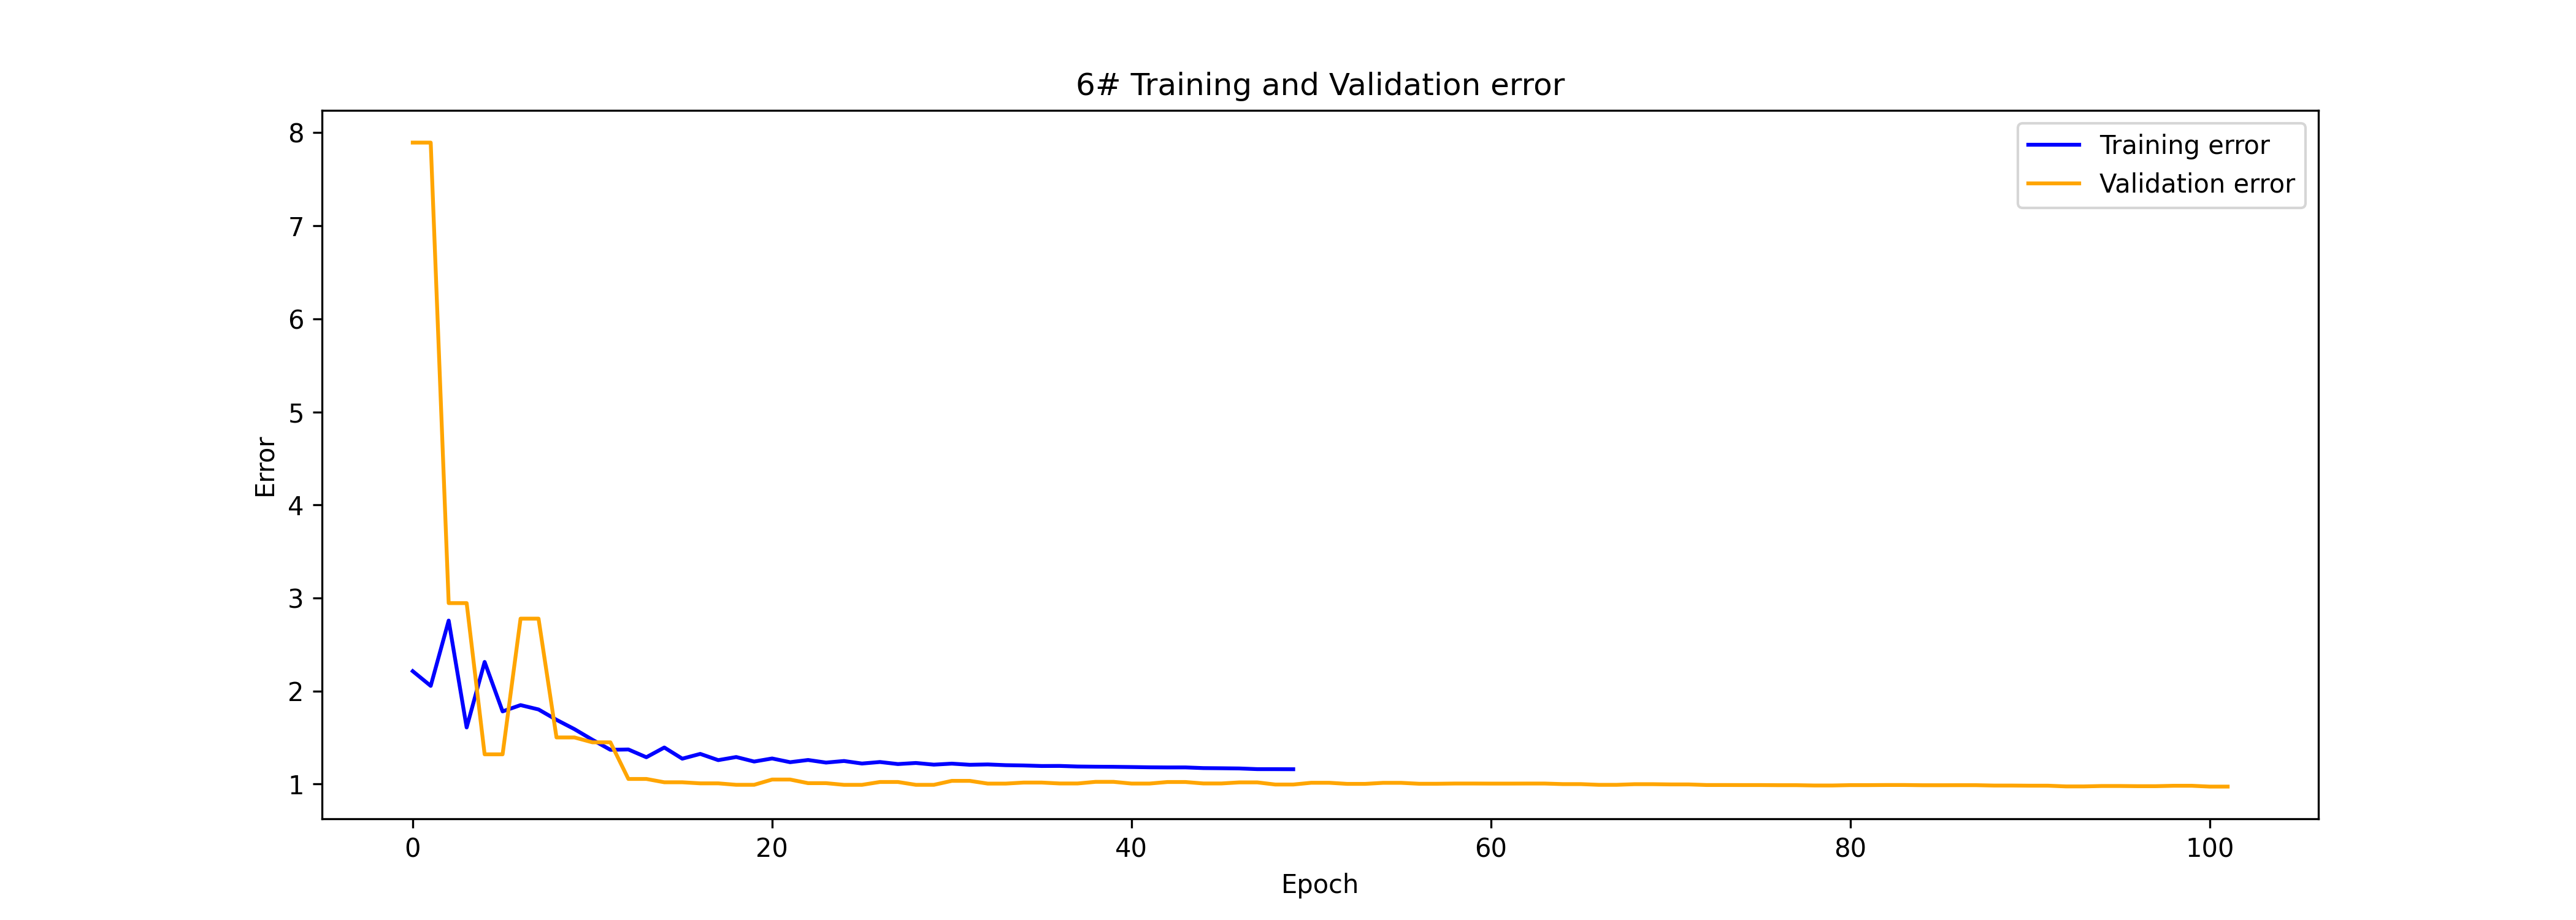 6# Training and Validation error
Training error
Validation error
8
7
6
5
4
3
2
1
Error
0 20 40 60 80 100
Epoch